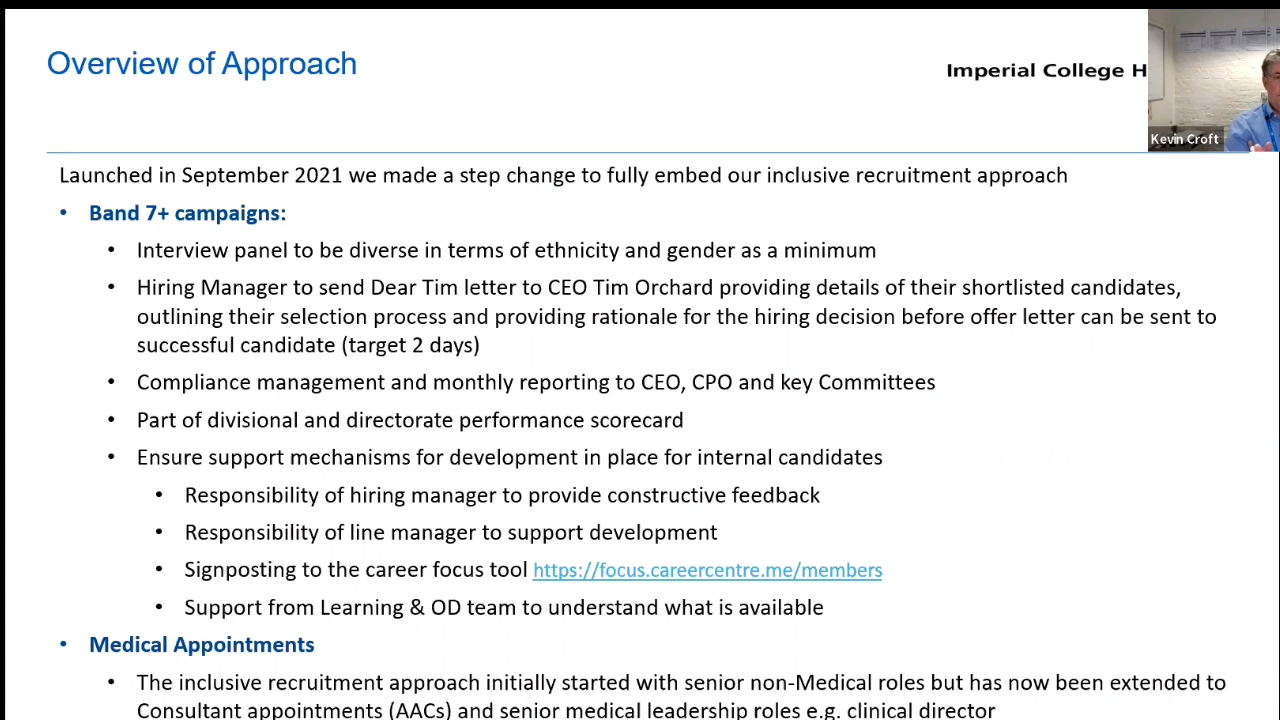 Overview of Approach
Imperial College H
Kevin Croft
Launched in September 2021 we made a step change to fully embed our inclusive recruitment approach
• Band 7+ campaigns:
• Interview panel to be diverse in terms of ethnicity and gender as a minimum
• Hiring Manager to send Dear Tim letter to CEO Tim Orchard providing details of their shortlisted candidates,
outlining their selection process and providing rationale for the hiring decision before offer letter can be sent to
successful candidate (target 2 days)
• Compliance management and monthly reporting to CEO, CPO and key Committees
• Part of divisional and directorate performance scorecard
• Ensure support mechanisms for development in place for internal candidates
• Responsibility of hiring manager to provide constructive feedback
• Responsibility of line manager to support development
• Signposting to the career focus tool https://focus.careercentre.me/members
• Support from Learning & OD team to understand what is available
• Medical Appointments
• The inclusive recruitment approach initially started with senior non-Medical roles but has now been extended to
Consultant appointments (AACs) and senior medical leadership roles e.g. clinical director